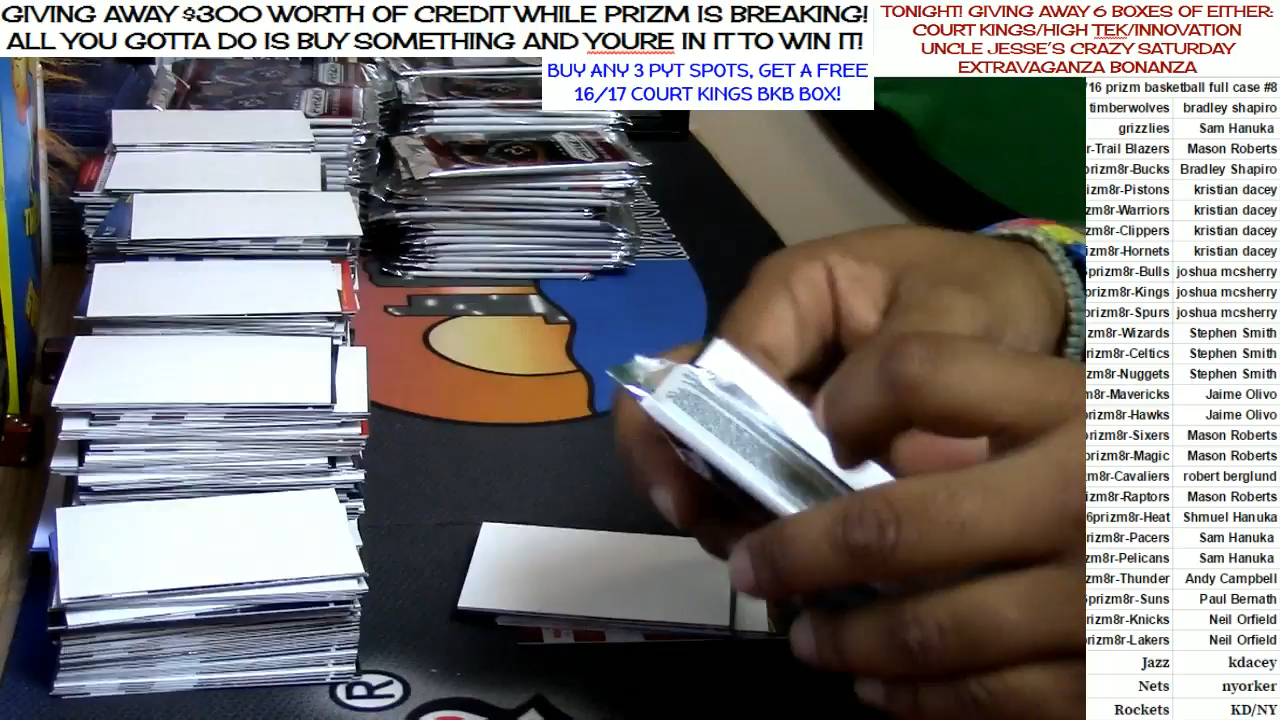 GIVING AWAY $300 WORTH OF CREDIT WHILE PRIZM IS BREAKING!
ALL YOU GOTTA DO IS BUY SOMETHING AND YOURE IN IT TO WIN IT!
BUY ANY 3 PYT SPOTS, GET A FREE
16/17 COURT KINGS BKB BOX!
TONIGHT! GIVING AWAY 6 BOXES OF EITHER:
COURT KINGS/HIGH TEK/INNOVATION
UNCLE JESSE'S CRAZY SATURDAY
EXTRAVAGANZA BONANZA
/16 prizm basketball full case #8
timberwolves bradley shapiro
grizzlies Sam Hanuka
r-Trail Blazers Mason Roberts
prizm8r-Bucks Bradley Shapiro
izm8r-Pistons kristian dacey
zm8r-Warriors kristian dacey
zm8r-Clippers kristian dacey
zm8r-Hornets kristian dacey
6prizm8r-Bulls joshua mcsherry
prizm8r-Kings joshua mcsherry
prizm8r-Spurs joshua mcsherry
zm8r-Wizards Stephen Smith
rizm8r-Celtics Stephen Smith
izm8r-Nuggets Stephen Smith
m8r-Mavericks Jaime Olivo
prizm8r-Hawks Jaime Olivo
prizm8r-Sixers Mason Roberts
prizm8r-Magic Mason Roberts
m8r-Cavaliers robert berglund
izm8r-Raptors Mason Roberts
6prizm8r-Heat Shmuel Hanuka
rizm8r-Pacers Sam Hanuka
zm8r-Pelicans Sam Hanuka
zm8r-Thunder Andy Campbell
6prizm8r-Suns Paul Bernath
rizm8r-Knicks Neil Orfield
rizm8r-Lakers Neil Orfield
Jazz kdacey
Nets nyorker
Rockets KD/NY
®